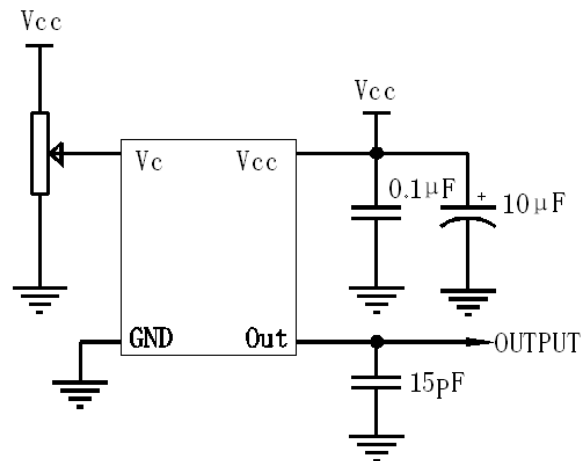 Vcc
Vcc
Vc Vcc
0.1μF + 10μF
GND Out OUTPUT
15pF